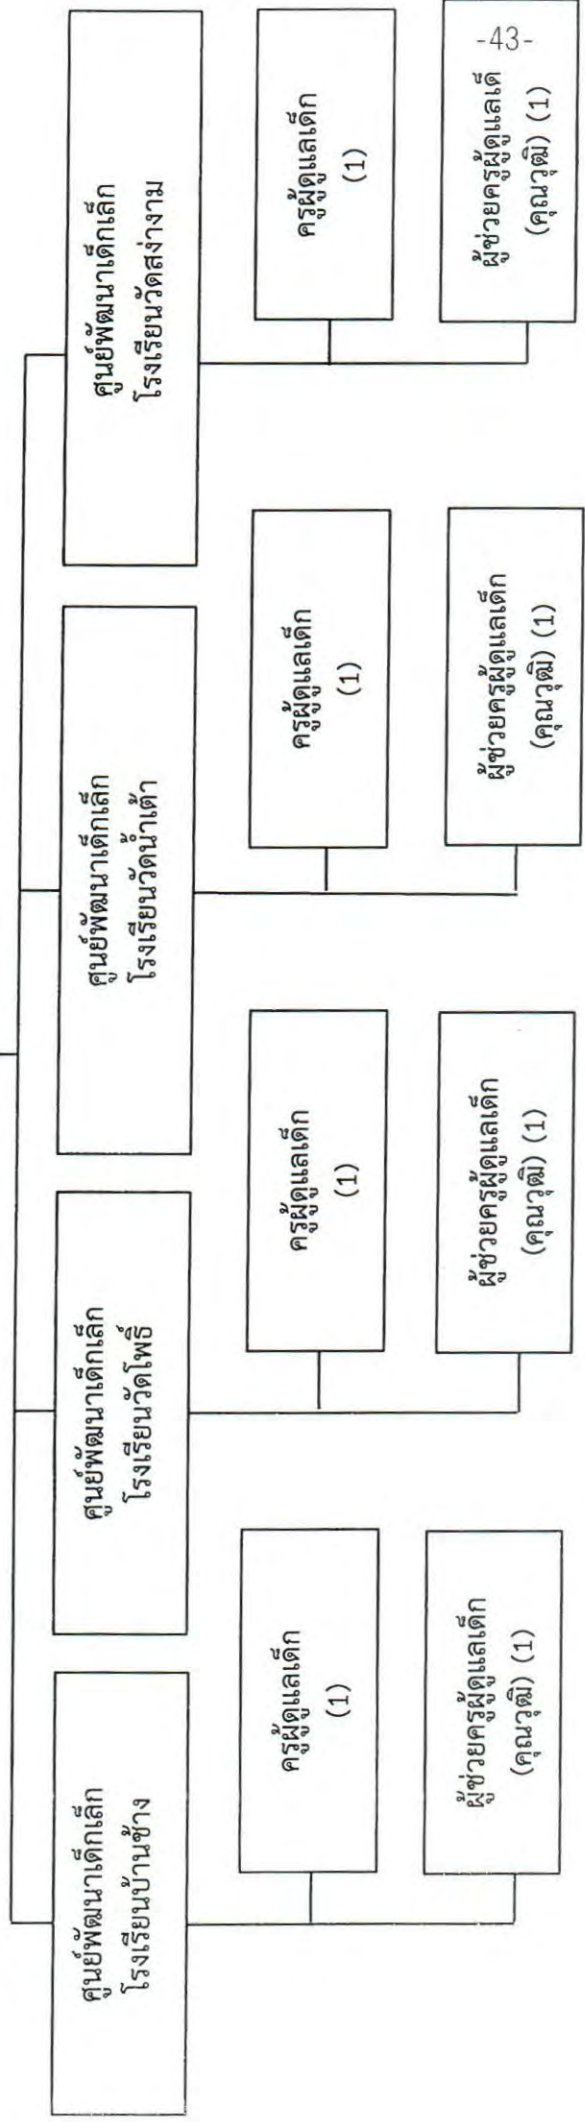 -43-
ศูนย์พัฒนาเด็กเล็ก
โรงเรียนบ้านช้าง
ครูผู้ดูแลเด็ก
(1)
ผู้ช่วยครูผู้ดูแลเด็ก
(คุณวุฒิ) (1)
ศูนย์พัฒนาเด็กเล็ก
โรงเรียนวัดโพธิ์
ครูผู้ดูแลเด็ก
(1)
ผู้ช่วยครูผู้ดูแลเด็ก
(คุณวุฒิ) (1)
ศูนย์พัฒนาเด็กเล็ก
โรงเรียนวัดน้ำเต้า
ครูผู้ดูแลเด็ก
(1)
ผู้ช่วยครูผู้ดูแลเด็ก
(คุณวุฒิ) (1)
ศูนย์พัฒนาเด็กเล็ก
โรงเรียนวัดสง่างาม
ครูผู้ดูแลเด็ก
(1)
ผู้ช่วยครูผู้ดูแลเด็
(คุณวุฒิ) (1)